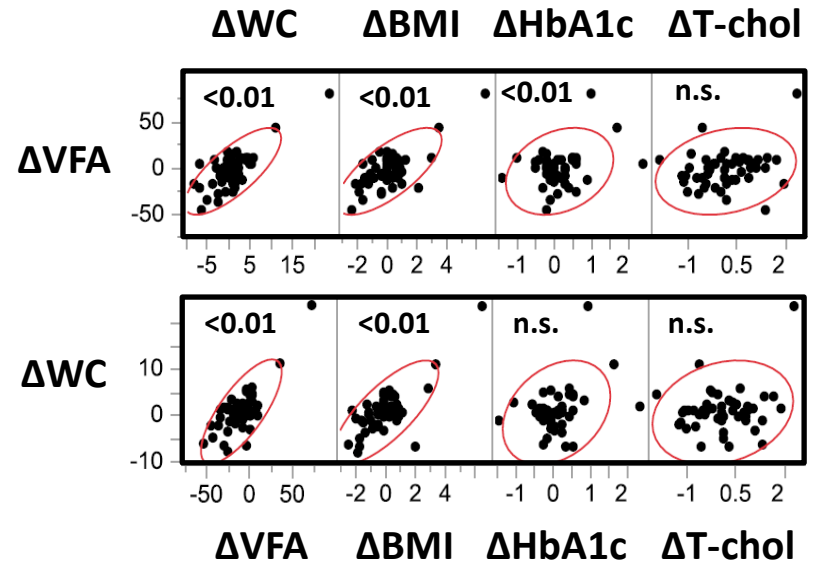 ΔWC ΔBMI ΔHbA1c ΔT-chol
<0.01 <0.01 <0.01 n.s.
ΔVFA
50
0
-50
-5 5 15 -2 0 2 4 -1 0 1 2 -1 0.5 2
<0.01 <0.01 n.s. n.s.
ΔWC
10
0
-10
-50 0 50 -2 0 2 4 -1 0 1 2 -1 0.5 2
ΔVFA ΔBMI ΔHbA1c ΔT-chol